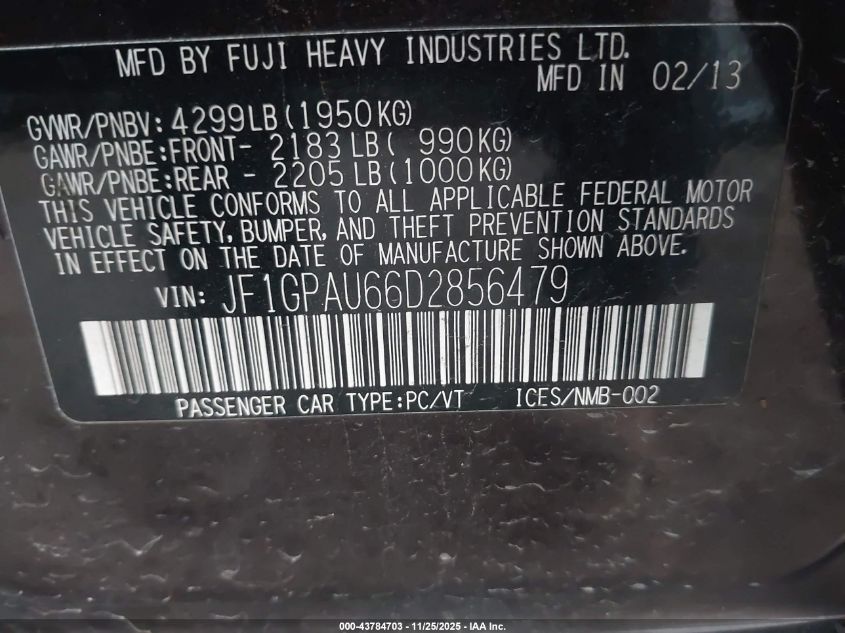 MFD BY FUJI HEAVY INDUSTRIES LTD.
MFD IN 02/13
GVWR/PNBV: 4299LB (1950KG)
GAWR/PNBE: FRONT- 2183 LB ( 990KG)
GAWR/PNBE: REAR - 2205 LB (1000KG)
THIS VEHICLE CONFORMS TO ALL APPLICABLE FEDERAL MOTOR
VEHICLE SAFETY, BUMPER, AND THEFT PREVENTION STANDARDS
IN EFFECT ON THE DATE OF MANUFACTURE SHOWN ABOVE.
VIN: JF1GPAU66D2856479
PASSENGER CAR TYPE: PC/VT ICES/NMB-002
000-43784703 - 11/25/2025 - IAA Inc.